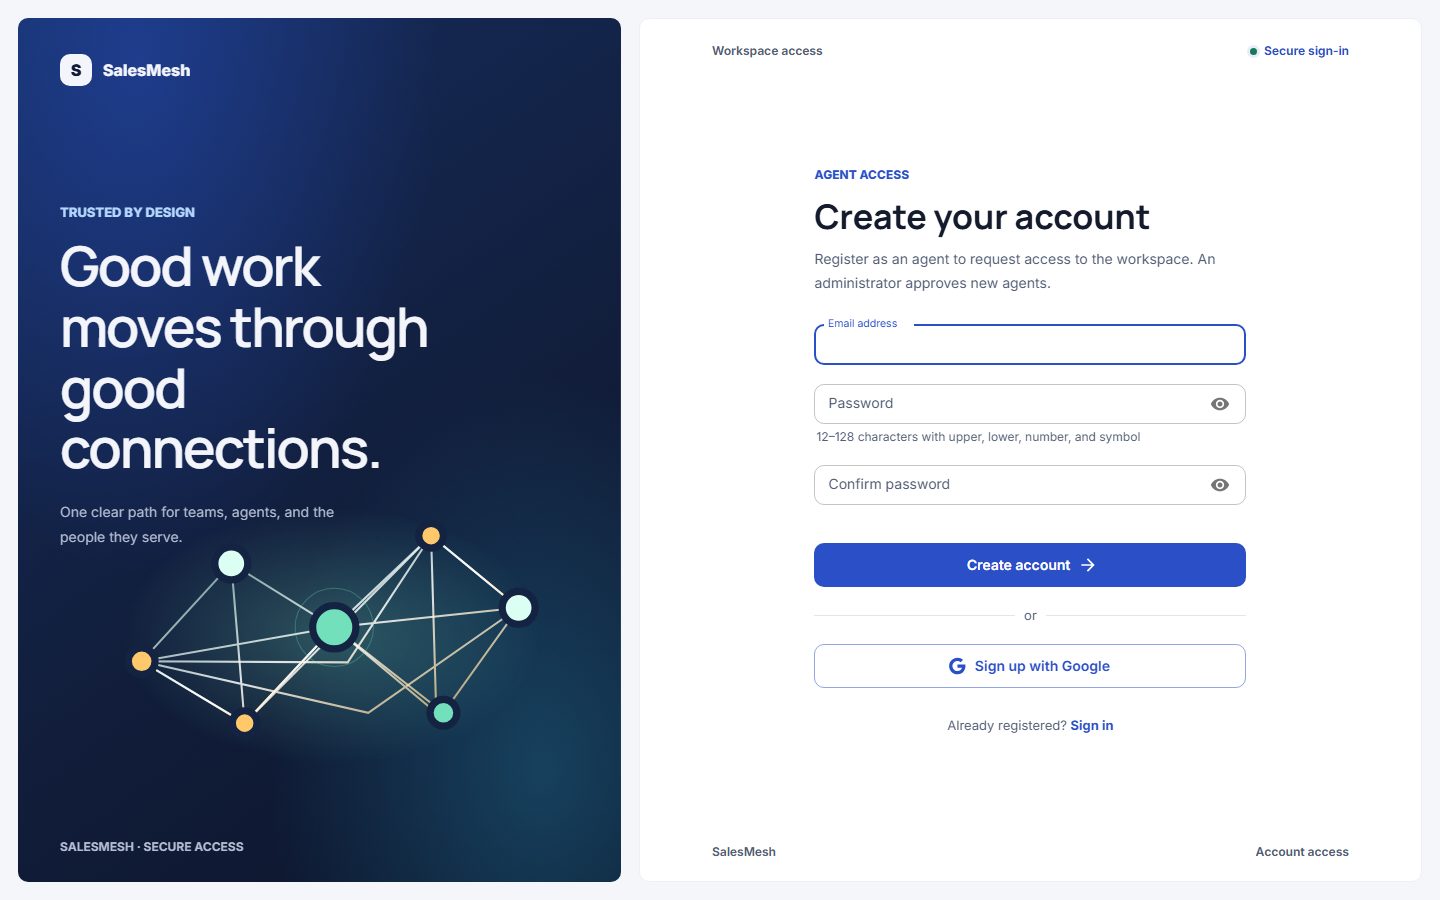 S
SalesMesh
TRUSTED BY DESIGN
Good work
moves through
good
connections.
One clear path for teams, agents, and the
people they serve.
SALESMESH · SECURE ACCESS
Workspace access
Secure sign-in
AGENT ACCESS
Create your account
Register as an agent to request access to the workspace. An
administrator approves new agents.
Email address
Password
12–128 characters with upper, lower, number, and symbol
Confirm password
Create account
or
Sign up with Google
Already registered? Sign in
SalesMesh
Account access